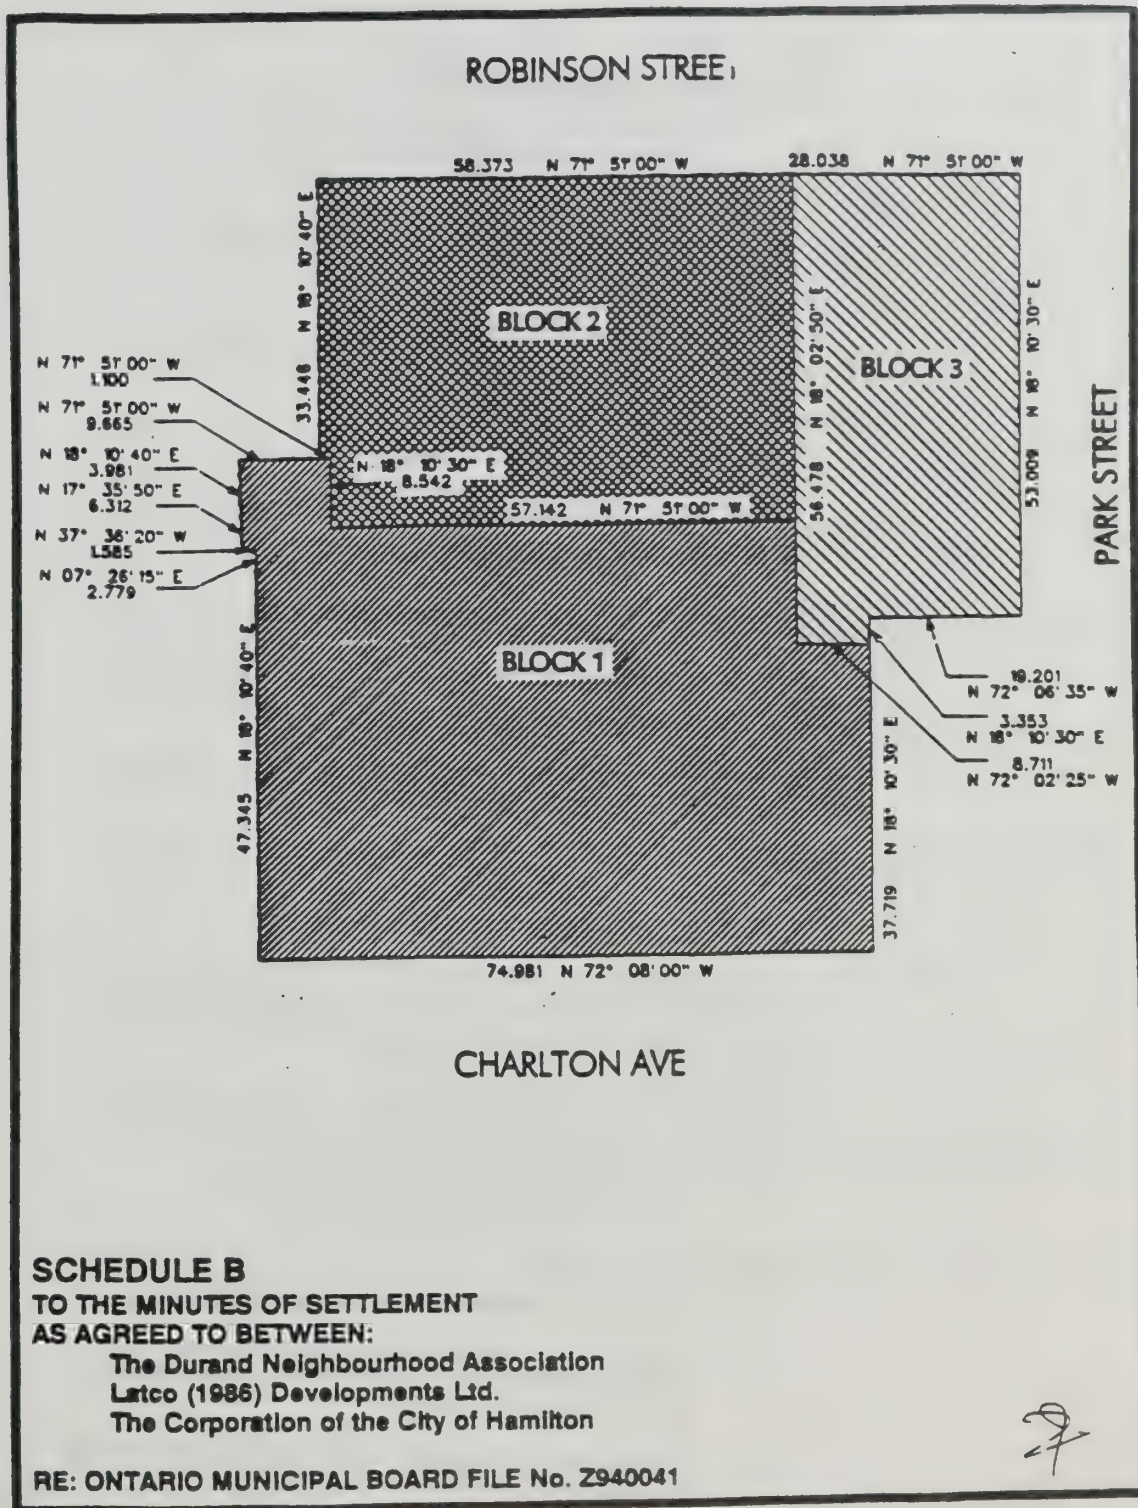 ROBINSON STREE
58.373 N 71° 51' 00" W
28.038 N 71° 51' 00" W
33.446 N 18° 10' 40" E
BLOCK 2
56.478 N 18° 02' 50" E
BLOCK 3
53.009 N 18° 10' 30" E
PARK STREET
N 71° 51' 00" W
1.100
N 71° 51' 00" W
9.665
N 18° 10' 40" E
3.981
N 17° 35' 50" E
6.312
N 37° 36' 20" W
1.585
N 07° 26' 15" E
2.779
N 18° 10' 30" E
8.542
57.142 N 71° 51' 00" W
47.345 N 18° 10' 40" E
BLOCK 1
19.201
N 72° 06' 35" W
3.353
N 18° 10' 30" E
8.711
N 72° 02' 25" W
37.719 N 18° 10' 30" E
74.981 N 72° 08' 00" W
CHARLTON AVE
SCHEDULE B
TO THE MINUTES OF SETTLEMENT
AS AGREED TO BETWEEN:
The Durand Neighbourhood Association
Latco (1986) Developments Ltd.
The Corporation of the City of Hamilton
RE: ONTARIO MUNICIPAL BOARD FILE No. Z940041